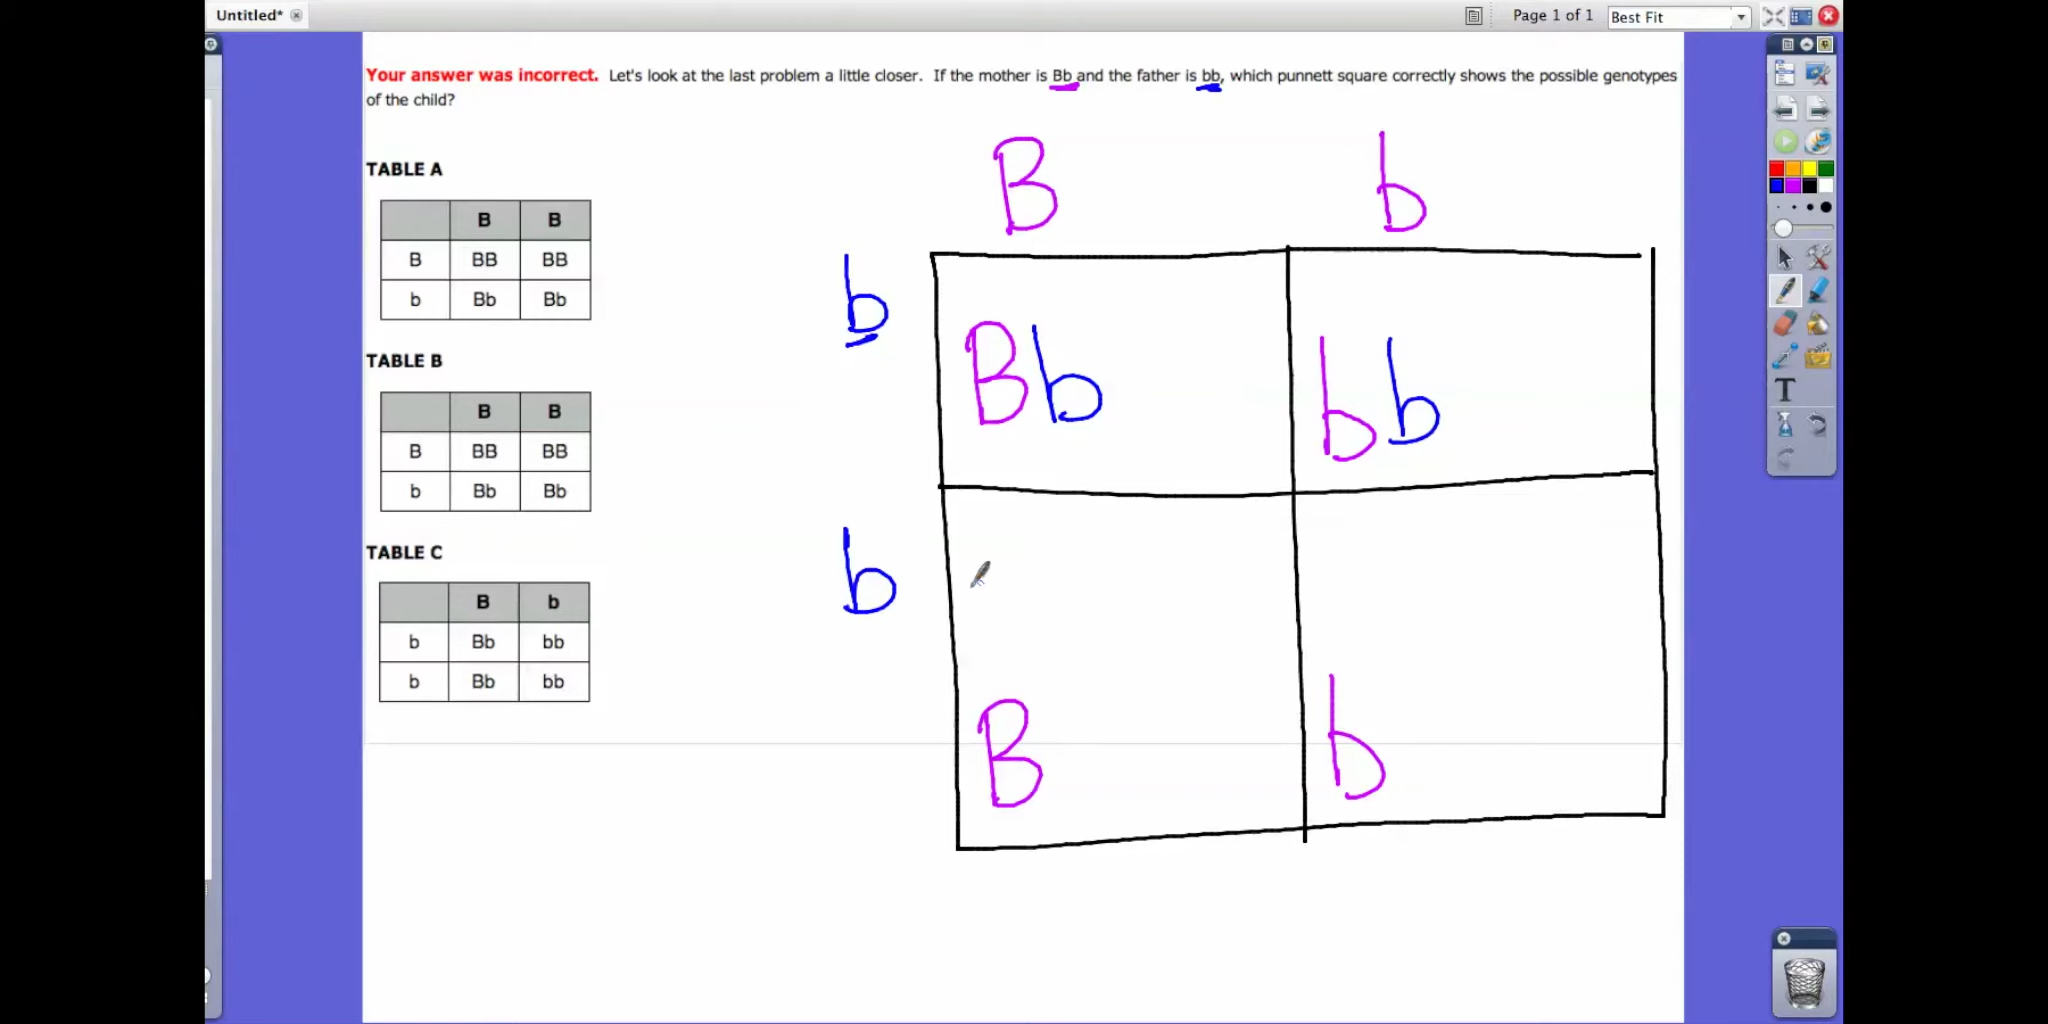 Untitled*
Page 1 of 1
Best Fit
Your answer was incorrect. Let's look at the last problem a little closer. If the mother is Bb and the father is bb, which punnett square correctly shows the possible genotypes
of the child?
TABLE A
B B
B BB BB
b Bb Bb
TABLE B
B B
B BB BB
b Bb Bb
TABLE C
B b
b Bb bb
b Bb bb
B b
b Bb bb
b
B b
T